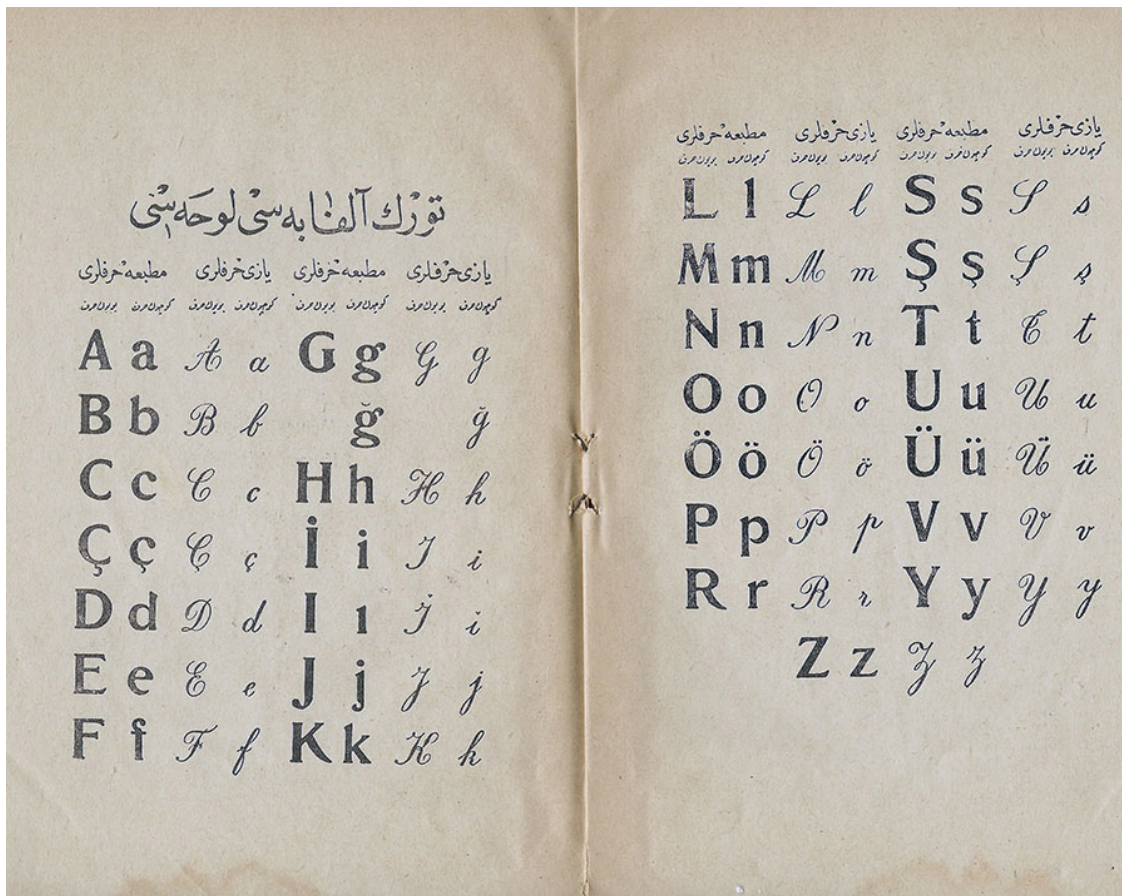 تورك آلفابه سی لوحه سی
مطبعه حرفلری یازی حرفلری مطبعه حرفلری یازی حرفلری
A a A a G g G g
B b B b ğ ğ
C c C c H h H h
Ç ç Ç ç İ i I i
D d D d I ı İ i
E e E e J j J j
F f F f K k K k
مطبعه حرفلری یازی حرفلری مطبعه حرفلری یازی حرفلری
L l L l S s S s
M m M m Ş ş Ş ş
N n N n T t T t
O o O o U u U u
Ö ö Ö ö Ü ü Ü ü
P p P p V v V v
R r R r Y y Y y
Z z Z z